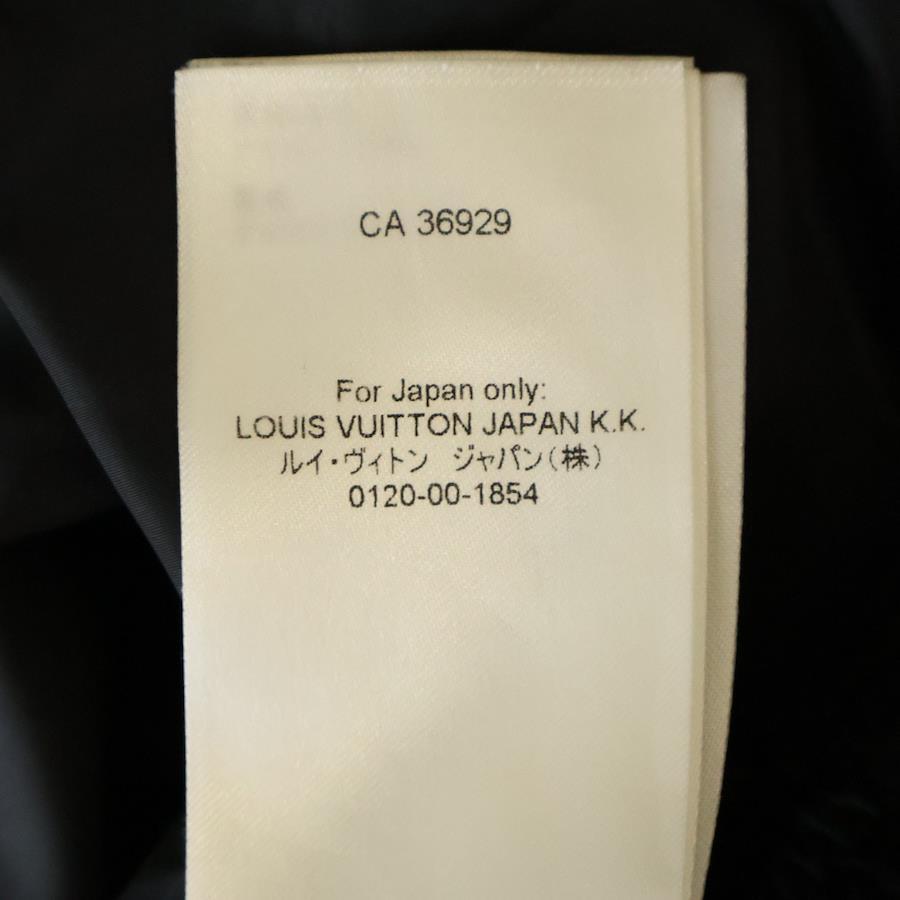 CA 36929
For Japan only:
LOUIS VUITTON JAPAN K.K.
ルイ・ヴィトン ジャパン(株)
0120-00-1854